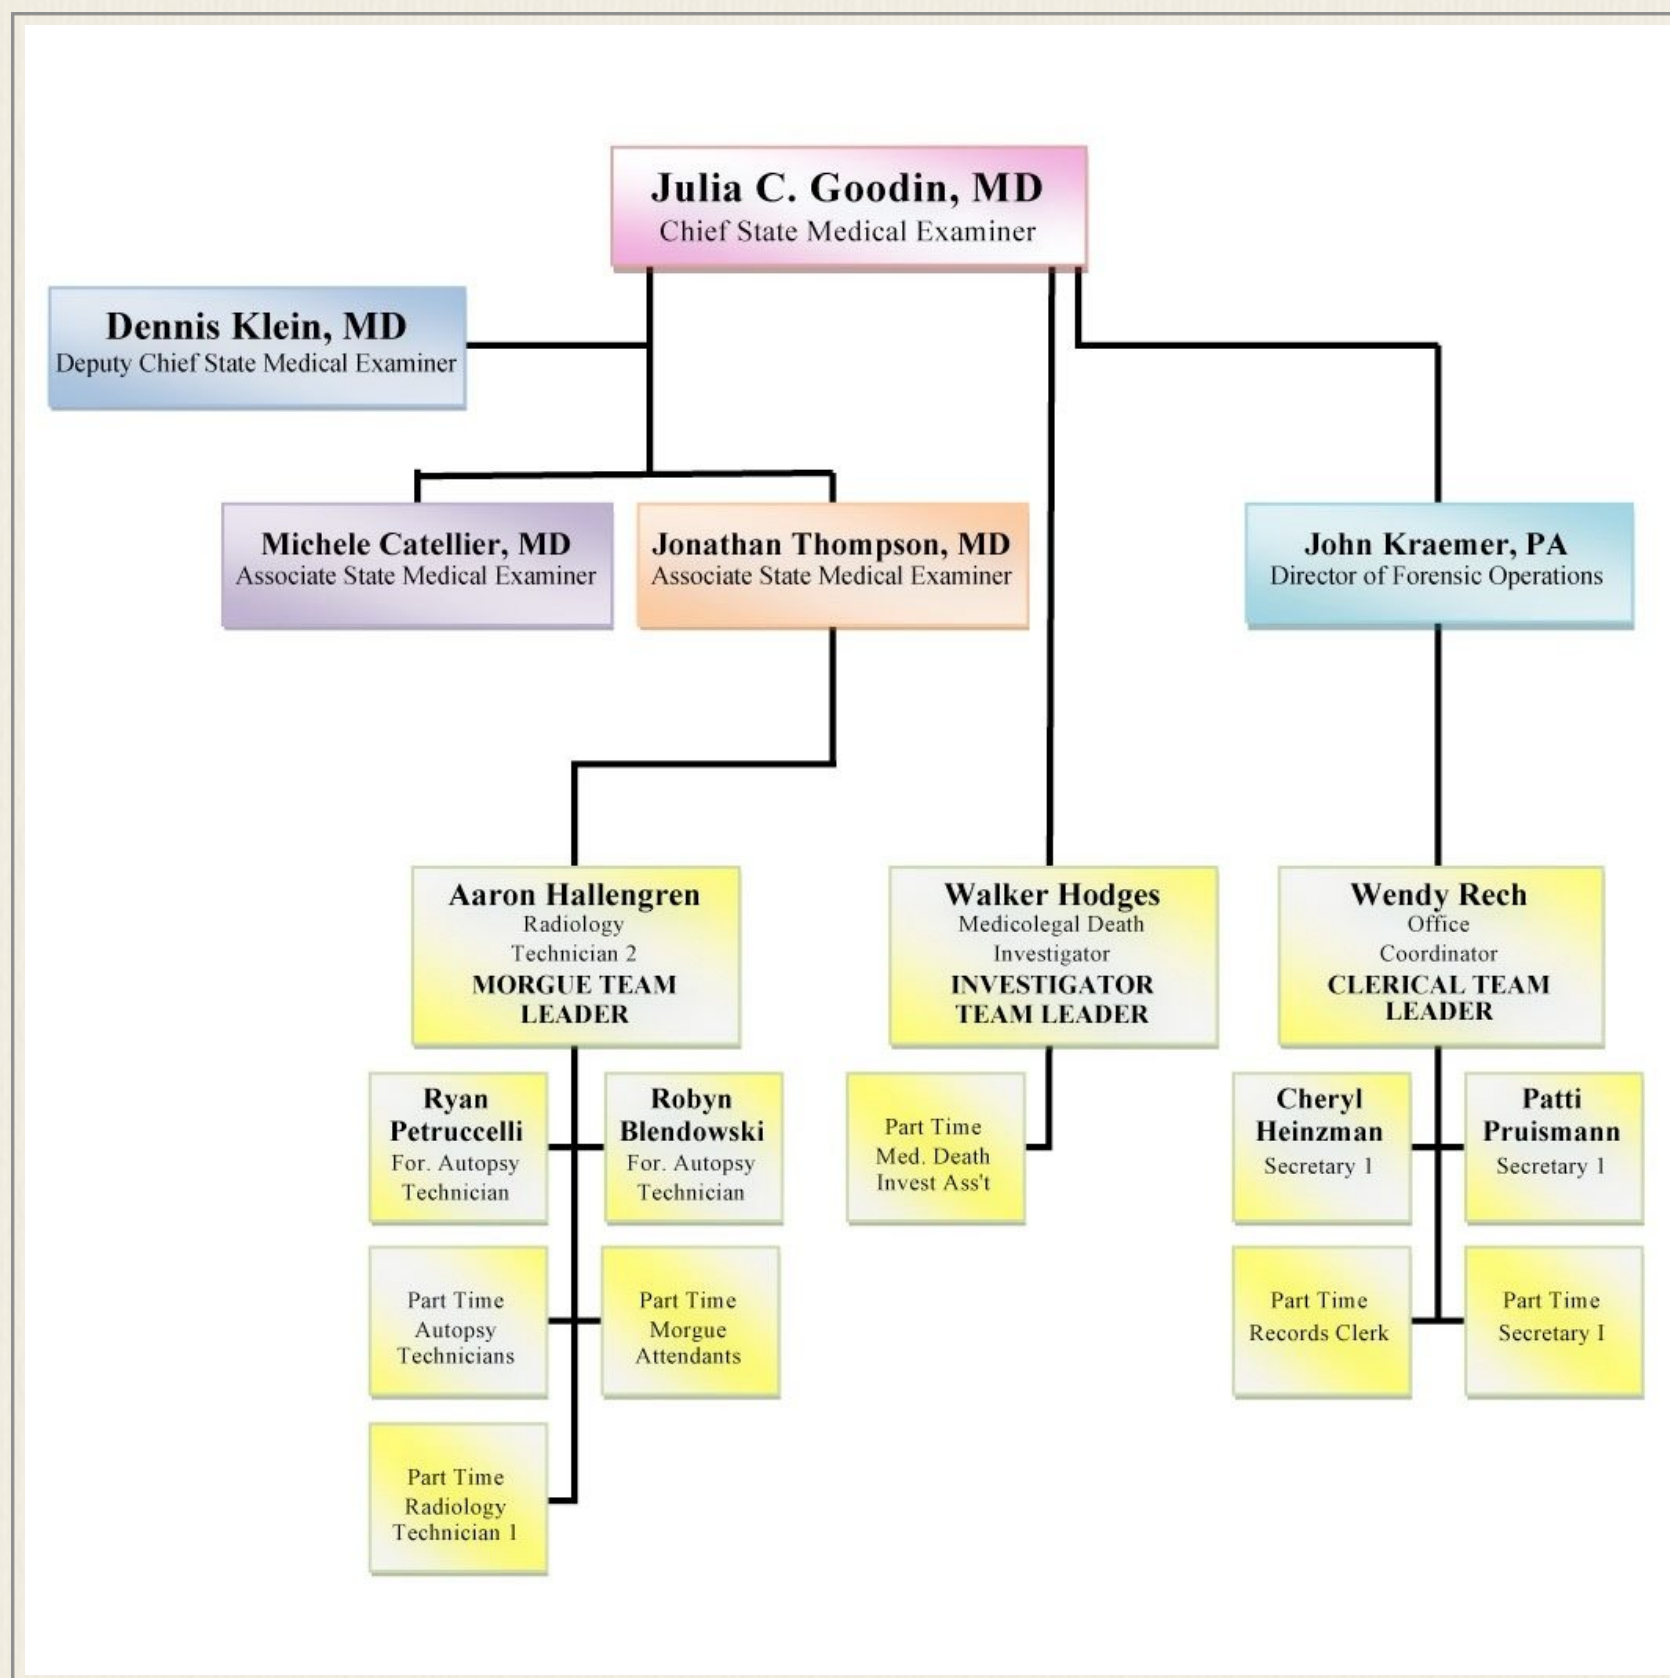 Julia C. Goodin, MD
Chief State Medical Examiner
Dennis Klein, MD
Deputy Chief State Medical Examiner
Michele Catellier, MD
Associate State Medical Examiner
Jonathan Thompson, MD
Associate State Medical Examiner
John Kraemer, PA
Director of Forensic Operations
Aaron Hallengren
Radiology
Technician 2
MORGUE TEAM
LEADER
Walker Hodges
Medicolegal Death
Investigator
INVESTIGATOR
TEAM LEADER
Wendy Rech
Office
Coordinator
CLERICAL TEAM
LEADER
Ryan
Petruccelli
For. Autopsy
Technician
Robyn
Blendowski
For. Autopsy
Technician
Part Time
Med. Death
Invest Ass't
Cheryl
Heinzman
Secretary 1
Patti
Pruismann
Secretary 1
Part Time
Autopsy
Technicians
Part Time
Morgue
Attendants
Part Time
Records Clerk
Part Time
Secretary I
Part Time
Radiology
Technician 1